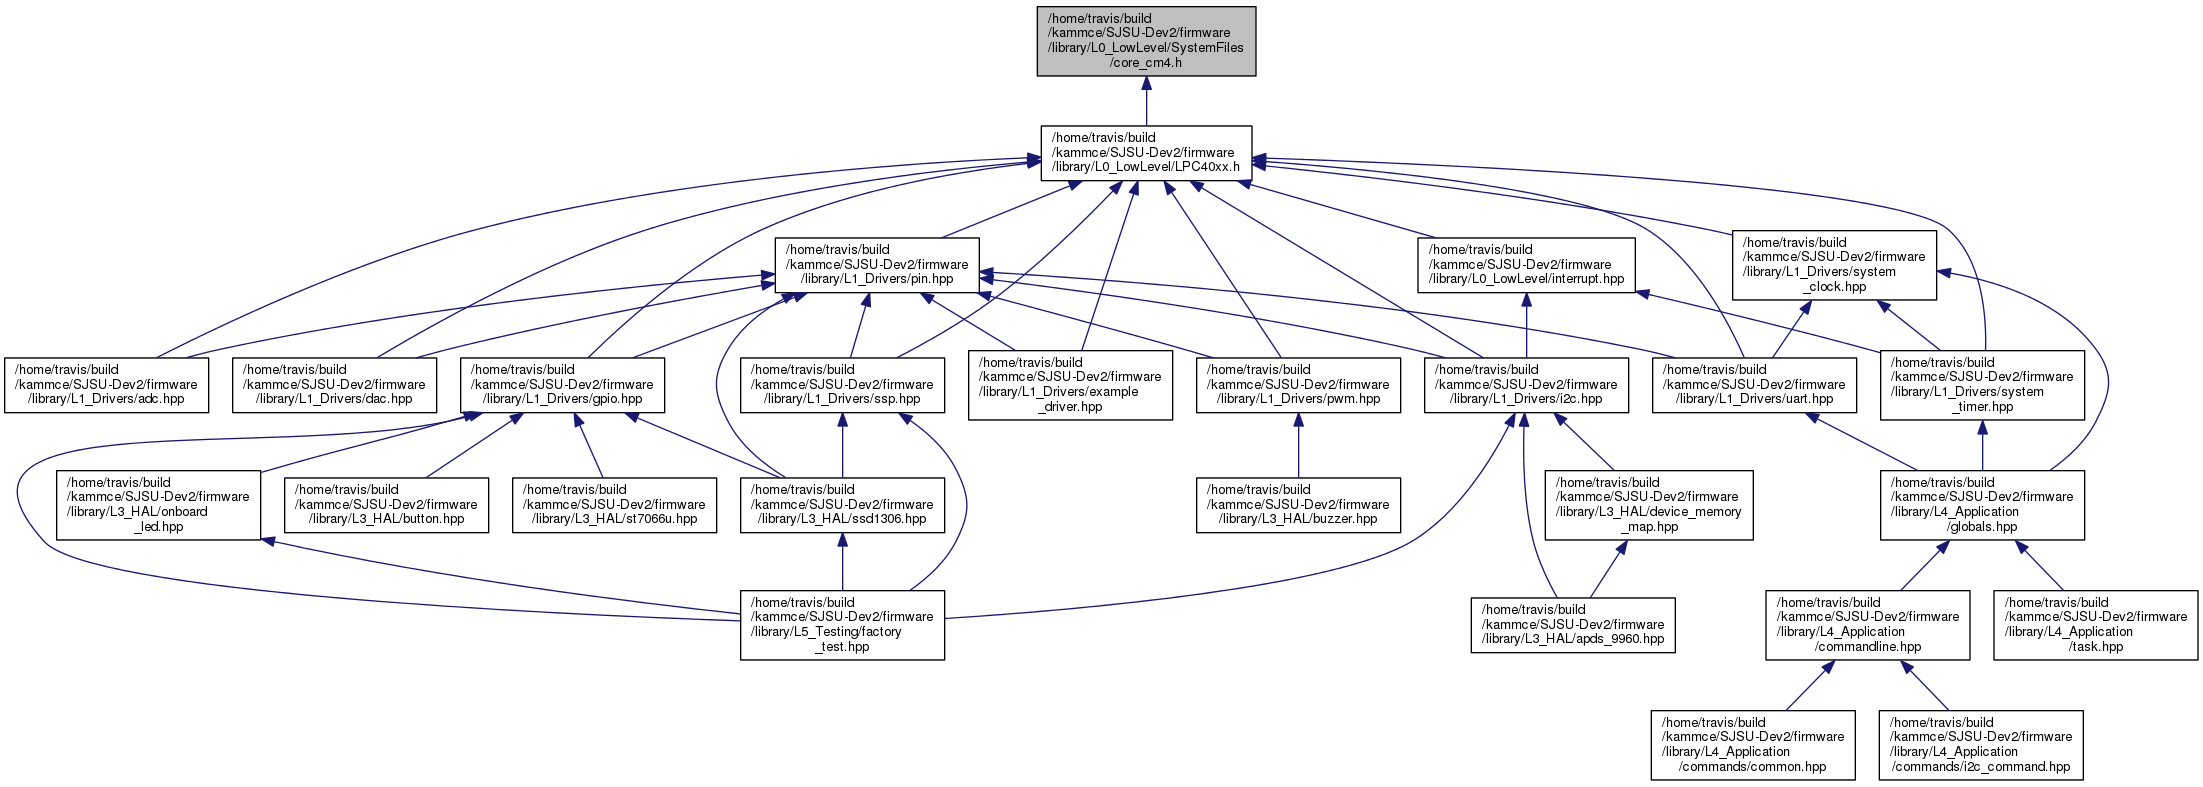 /home/travis/build
/kammce/SJSU-Dev2/firmware
/library/L0_LowLevel/SystemFiles
/core_cm4.h
/home/travis/build
/kammce/SJSU-Dev2/firmware
/library/L0_LowLevel/LPC40xx.h
/home/travis/build
/kammce/SJSU-Dev2/firmware
/library/L1_Drivers/pin.hpp
/home/travis/build
/kammce/SJSU-Dev2/firmware
/library/L0_LowLevel/interrupt.hpp
/home/travis/build
/kammce/SJSU-Dev2/firmware
/library/L1_Drivers/system
_clock.hpp
/home/travis/build
/kammce/SJSU-Dev2/firmware
/library/L1_Drivers/adc.hpp
/home/travis/build
/kammce/SJSU-Dev2/firmware
/library/L1_Drivers/dac.hpp
/home/travis/build
/kammce/SJSU-Dev2/firmware
/library/L1_Drivers/gpio.hpp
/home/travis/build
/kammce/SJSU-Dev2/firmware
/library/L1_Drivers/ssp.hpp
/home/travis/build
/kammce/SJSU-Dev2/firmware
/library/L1_Drivers/example
_driver.hpp
/home/travis/build
/kammce/SJSU-Dev2/firmware
/library/L1_Drivers/pwm.hpp
/home/travis/build
/kammce/SJSU-Dev2/firmware
/library/L1_Drivers/i2c.hpp
/home/travis/build
/kammce/SJSU-Dev2/firmware
/library/L1_Drivers/uart.hpp
/home/travis/build
/kammce/SJSU-Dev2/firmware
/library/L1_Drivers/system
_timer.hpp
/home/travis/build
/kammce/SJSU-Dev2/firmware
/library/L3_HAL/onboard
_led.hpp
/home/travis/build
/kammce/SJSU-Dev2/firmware
/library/L3_HAL/button.hpp
/home/travis/build
/kammce/SJSU-Dev2/firmware
/library/L3_HAL/st7066u.hpp
/home/travis/build
/kammce/SJSU-Dev2/firmware
/library/L3_HAL/ssd1306.hpp
/home/travis/build
/kammce/SJSU-Dev2/firmware
/library/L3_HAL/buzzer.hpp
/home/travis/build
/kammce/SJSU-Dev2/firmware
/library/L3_HAL/device_memory
_map.hpp
/home/travis/build
/kammce/SJSU-Dev2/firmware
/library/L4_Application
/globals.hpp
/home/travis/build
/kammce/SJSU-Dev2/firmware
/library/L5_Testing/factory
_test.hpp
/home/travis/build
/kammce/SJSU-Dev2/firmware
/library/L3_HAL/apds_9960.hpp
/home/travis/build
/kammce/SJSU-Dev2/firmware
/library/L4_Application
/commandline.hpp
/home/travis/build
/kammce/SJSU-Dev2/firmware
/library/L4_Application
/task.hpp
/home/travis/build
/kammce/SJSU-Dev2/firmware
/library/L4_Application
/commands/common.hpp
/home/travis/build
/kammce/SJSU-Dev2/firmware
/library/L4_Application
/commands/i2c_command.hpp